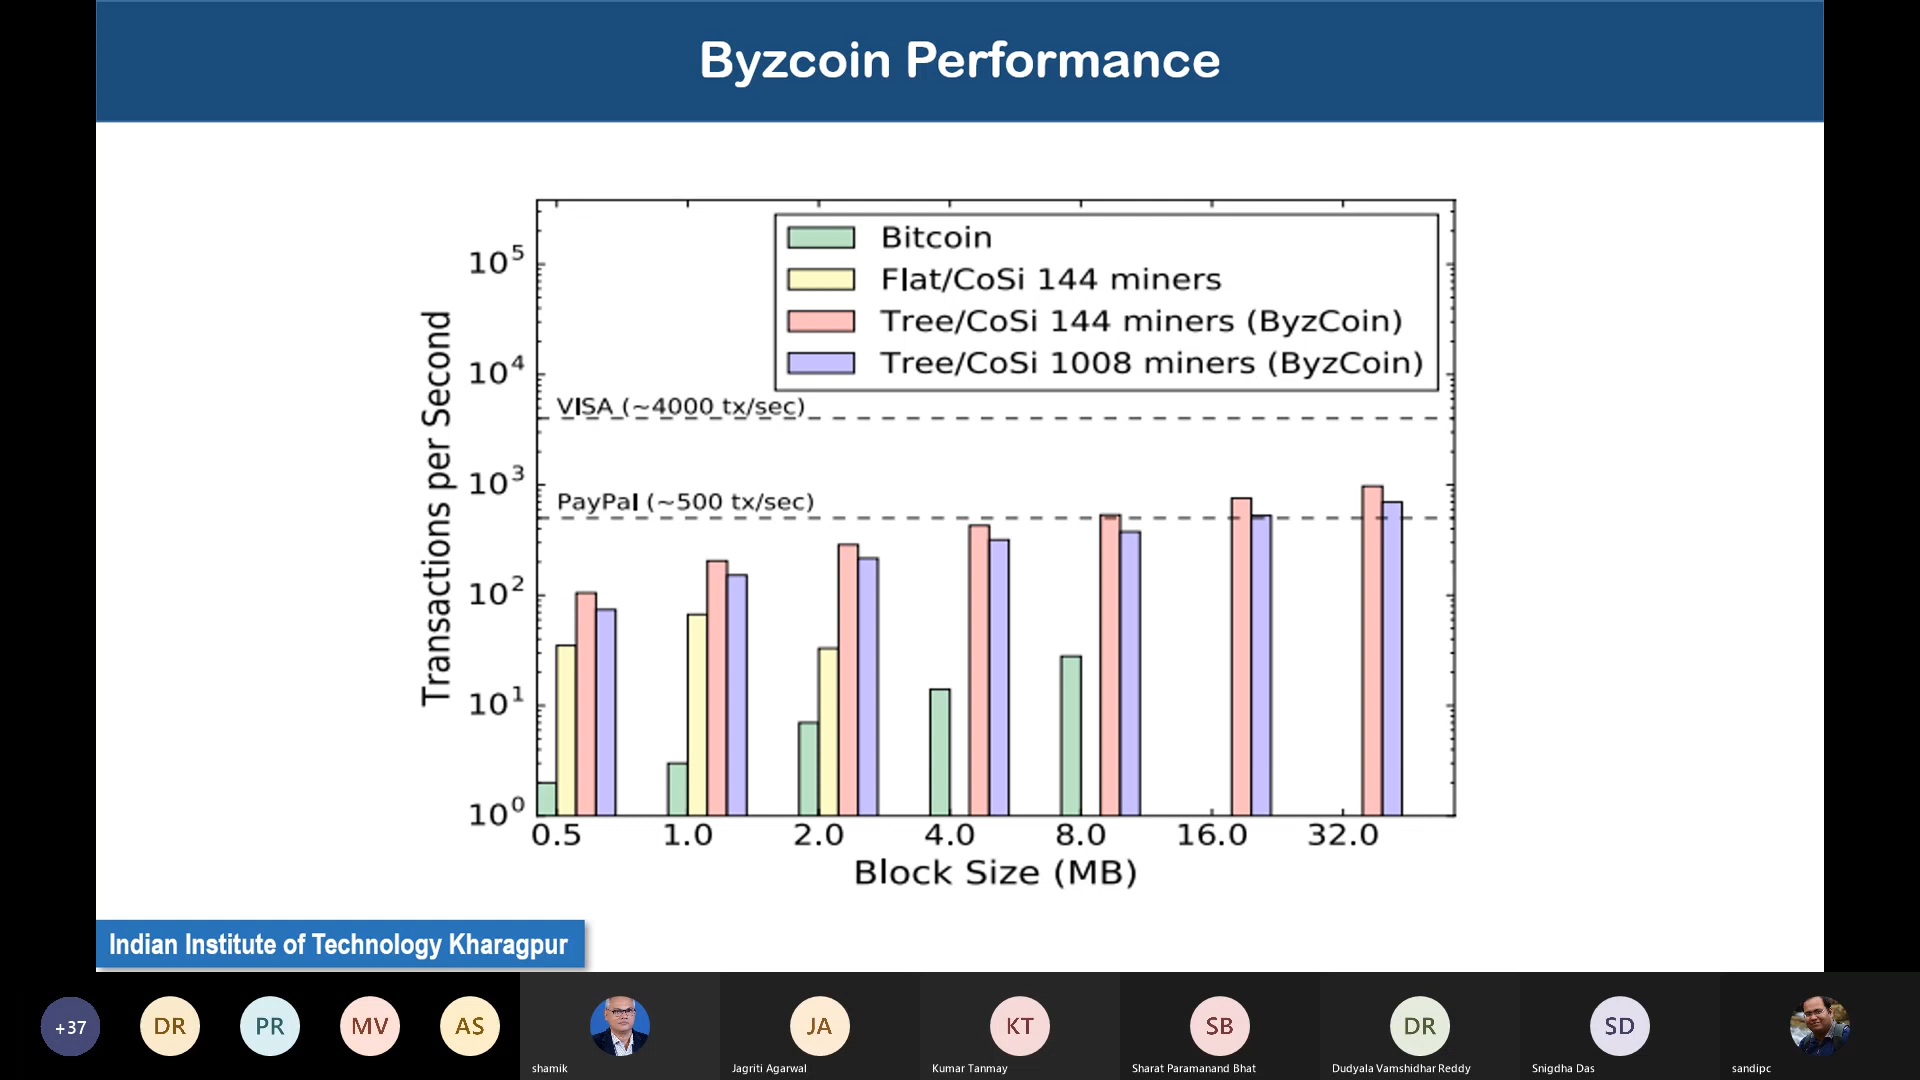 Byzcoin Performance
Bitcoin
Flat/CoSi 144 miners
Tree/CoSi 144 miners (ByzCoin)
Tree/CoSi 1008 miners (ByzCoin)
10^5
10^4
10^3
10^2
10^1
10^0
Transactions per Second
VISA (~4000 tx/sec)
PayPal (~500 tx/sec)
0.5 1.0 2.0 4.0 8.0 16.0 32.0
Block Size (MB)
Indian Institute of Technology Kharagpur
+37 DR PR MV AS JA KT SB DR SD
shamik Jagriti Agarwal Kumar Tanmay Sharat Paramanand Bhat Dudyala Vamshidhar Reddy Snigdha Das sandipc